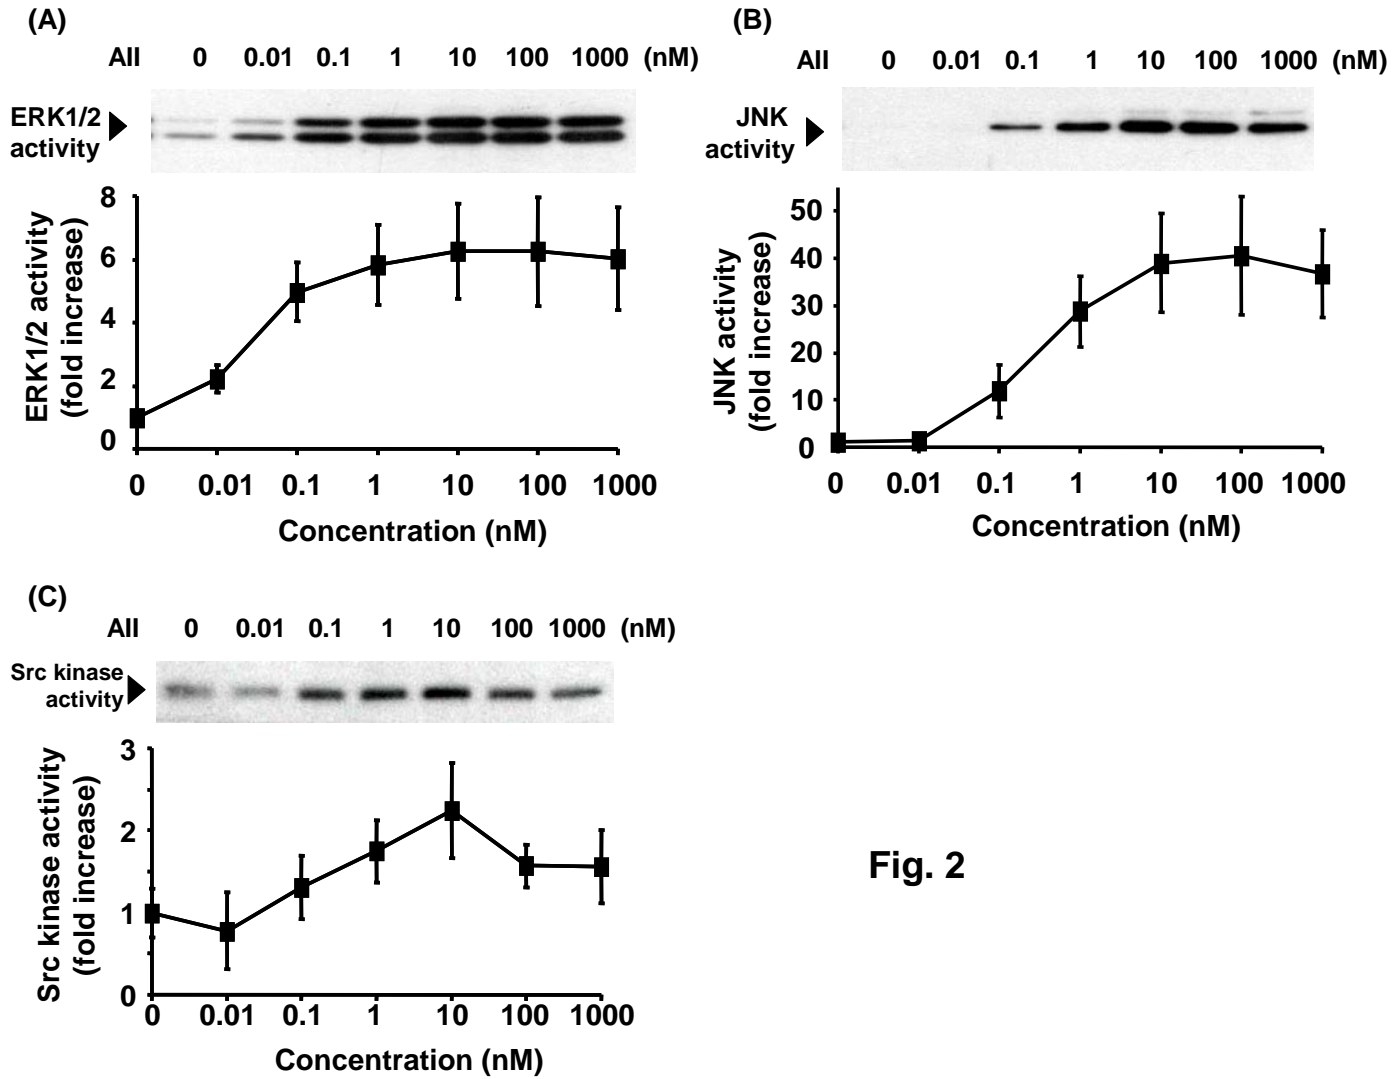 (A)
AII 0 0.01 0.1 1 10 100 1000 (nM)
ERK1/2
activity
8
6
4
2
0
ERK1/2 activity
(fold increase)
0 0.01 0.1 1 10 100 1000
Concentration (nM)
(B)
AII 0 0.01 0.1 1 10 100 1000 (nM)
JNK
activity
50
40
30
20
10
0
JNK activity
(fold increase)
0 0.01 0.1 1 10 100 1000
Concentration (nM)
(C)
AII 0 0.01 0.1 1 10 100 1000 (nM)
Src kinase
activity
3
2
1
0
Src kinase activity
(fold increase)
0 0.01 0.1 1 10 100 1000
Concentration (nM)
Fig. 2